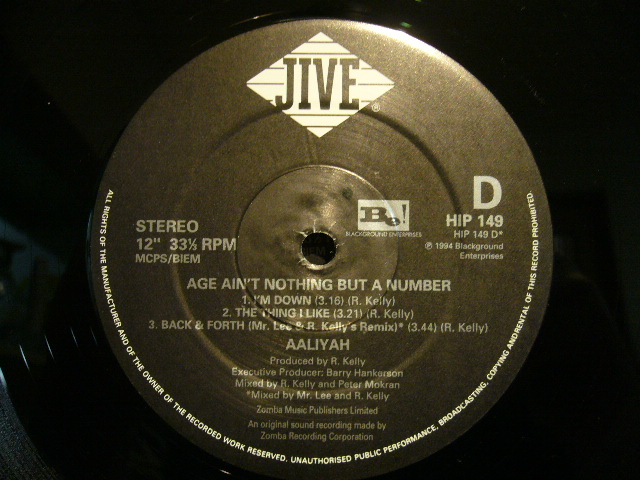 JIVE
®
STEREO
12" 33⅓ RPM
MCPS/BIEM
B.G!
BACKGROUND ENTERPRISES
D
HIP 149
HIP 149 D*
℗ 1994 Blackground
Enterprises
AGE AIN'T NOTHING BUT A NUMBER
1. I'M DOWN (3.16) (R. Kelly)
2. THE THING I LIKE (3.21) (R. Kelly)
3. BACK & FORTH (Mr. Lee & R. Kelly's Remix)* (3.44) (R. Kelly)
AALIYAH
Produced by R. Kelly
Executive Producer: Barry Hankerson
Mixed by R. Kelly and Peter Mokran
*Mixed by Mr. Lee and R. Kelly
Zomba Music Publishers Limited
An original sound recording made by
Zomba Recording Corporation
ALL RIGHTS OF THE MANUFACTURER AND OF THE OWNER OF THE RECORDED WORK RESERVED. UNAUTHORISED PUBLIC PERFORMANCE, BROADCASTING, COPYING AND RENTAL OF THIS RECORD PROHIBITED.